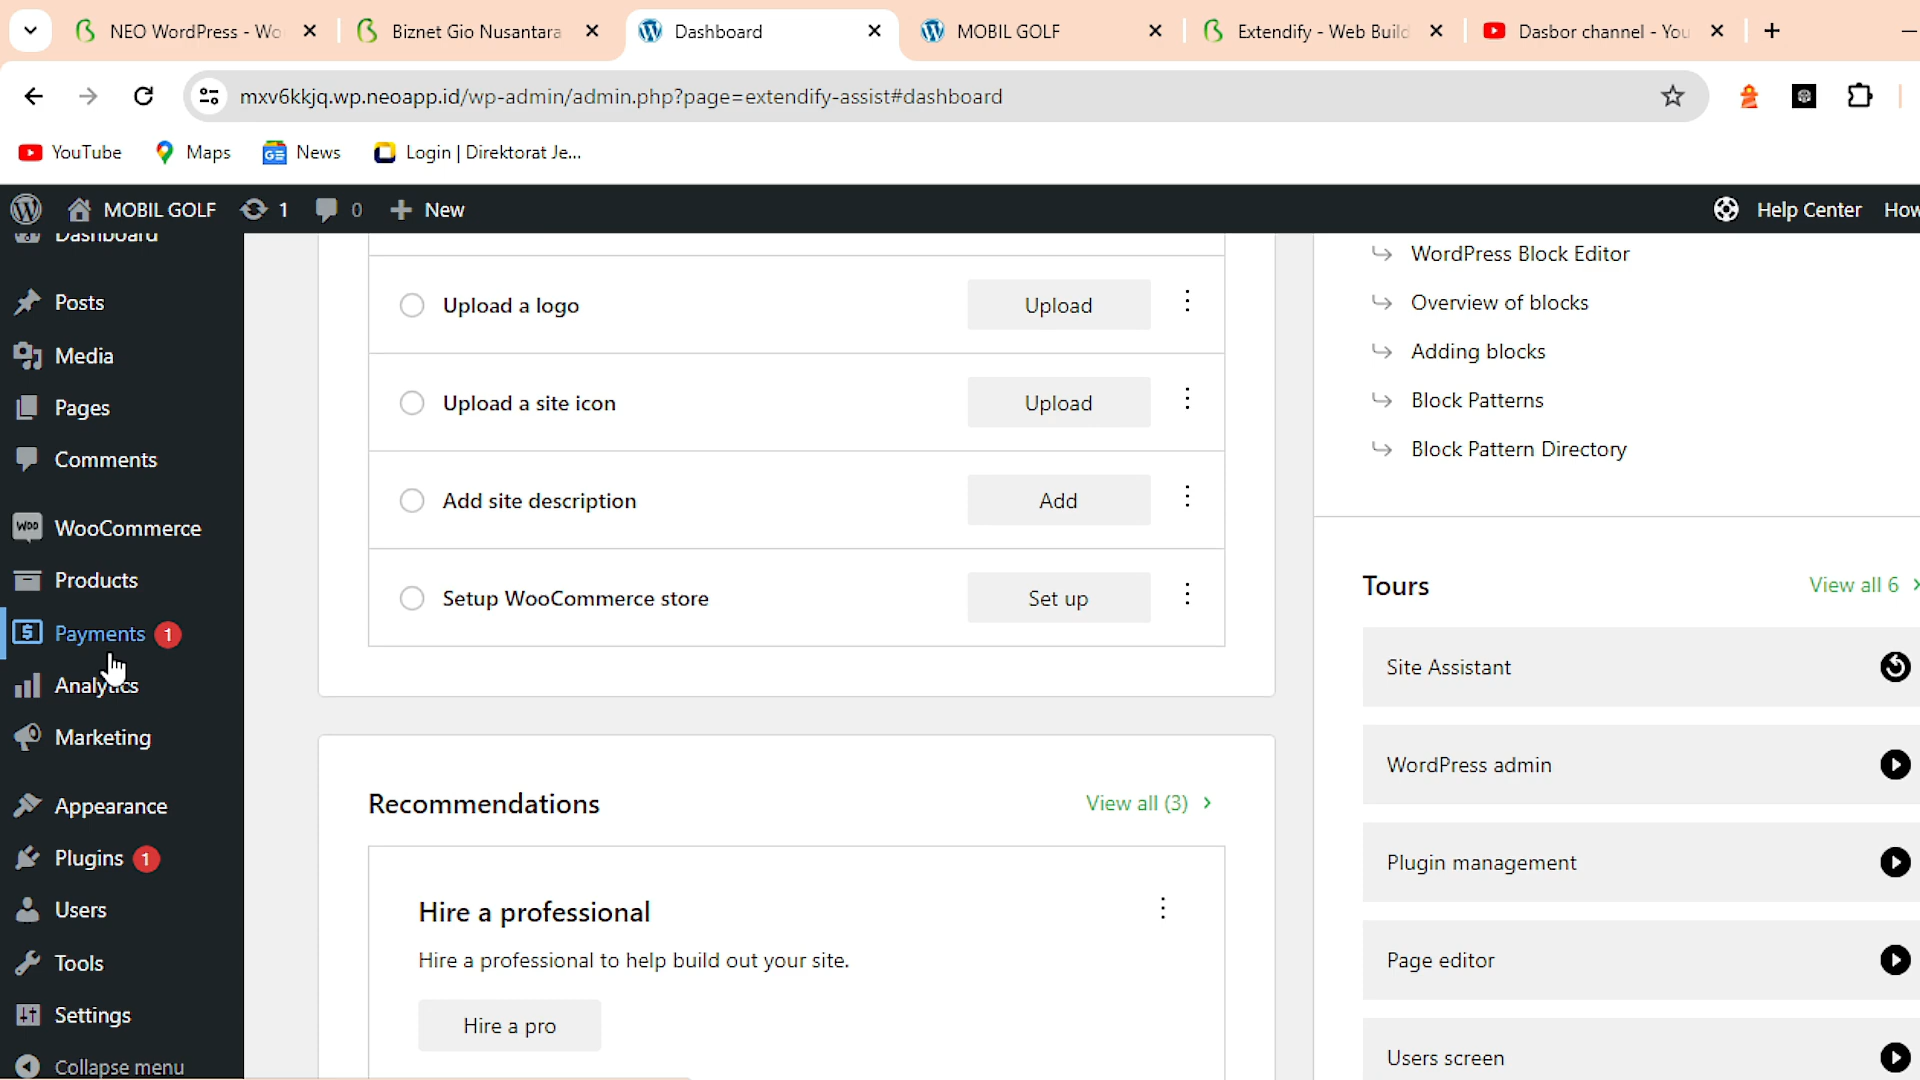 NEO WordPress - Wo
Biznet Gio Nusantara
Dashboard
MOBIL GOLF
Extendify - Web Build
Dasbor channel - You
mxv6kkjq.wp.neoapp.id/wp-admin/admin.php?page=extendify-assist#dashboard
YouTube
Maps
News
Login | Direktorat Je...
MOBIL GOLF
1
0
New
Help Center
How
Dashboard
Posts
Media
Pages
Comments
WooCommerce
Products
Payments 1
Analytics
Marketing
Appearance
Plugins 1
Users
Tools
Settings
Collapse menu
Upload a logo
Upload
Upload a site icon
Upload
Add site description
Add
Setup WooCommerce store
Set up
Recommendations
View all (3)
Hire a professional
Hire a professional to help build out your site.
Hire a pro
WordPress Block Editor
Overview of blocks
Adding blocks
Block Patterns
Block Pattern Directory
Tours
View all 6
Site Assistant
WordPress admin
Plugin management
Page editor
Users screen